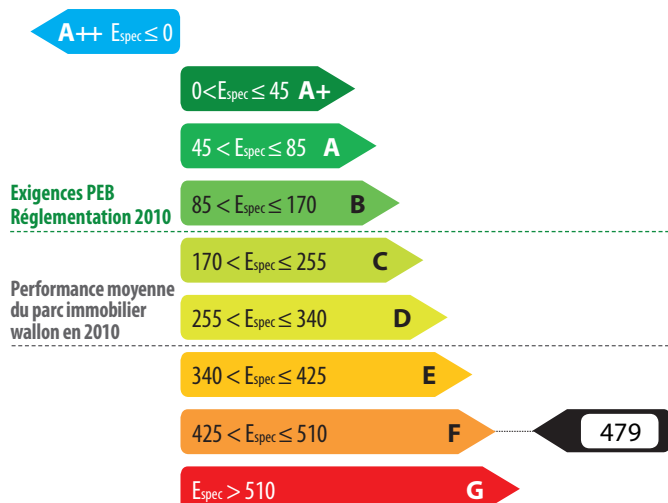 A++ Espec ≤ 0
0<Espec ≤ 45 A+
45 < Espec ≤ 85 A
Exigences PEB
Réglementation 2010
85 < Espec ≤ 170 B
170 < Espec ≤ 255 C
Performance moyenne
du parc immobilier
wallon en 2010
255 < Espec ≤ 340 D
340 < Espec ≤ 425 E
425 < Espec ≤ 510 F
479
Espec > 510 G